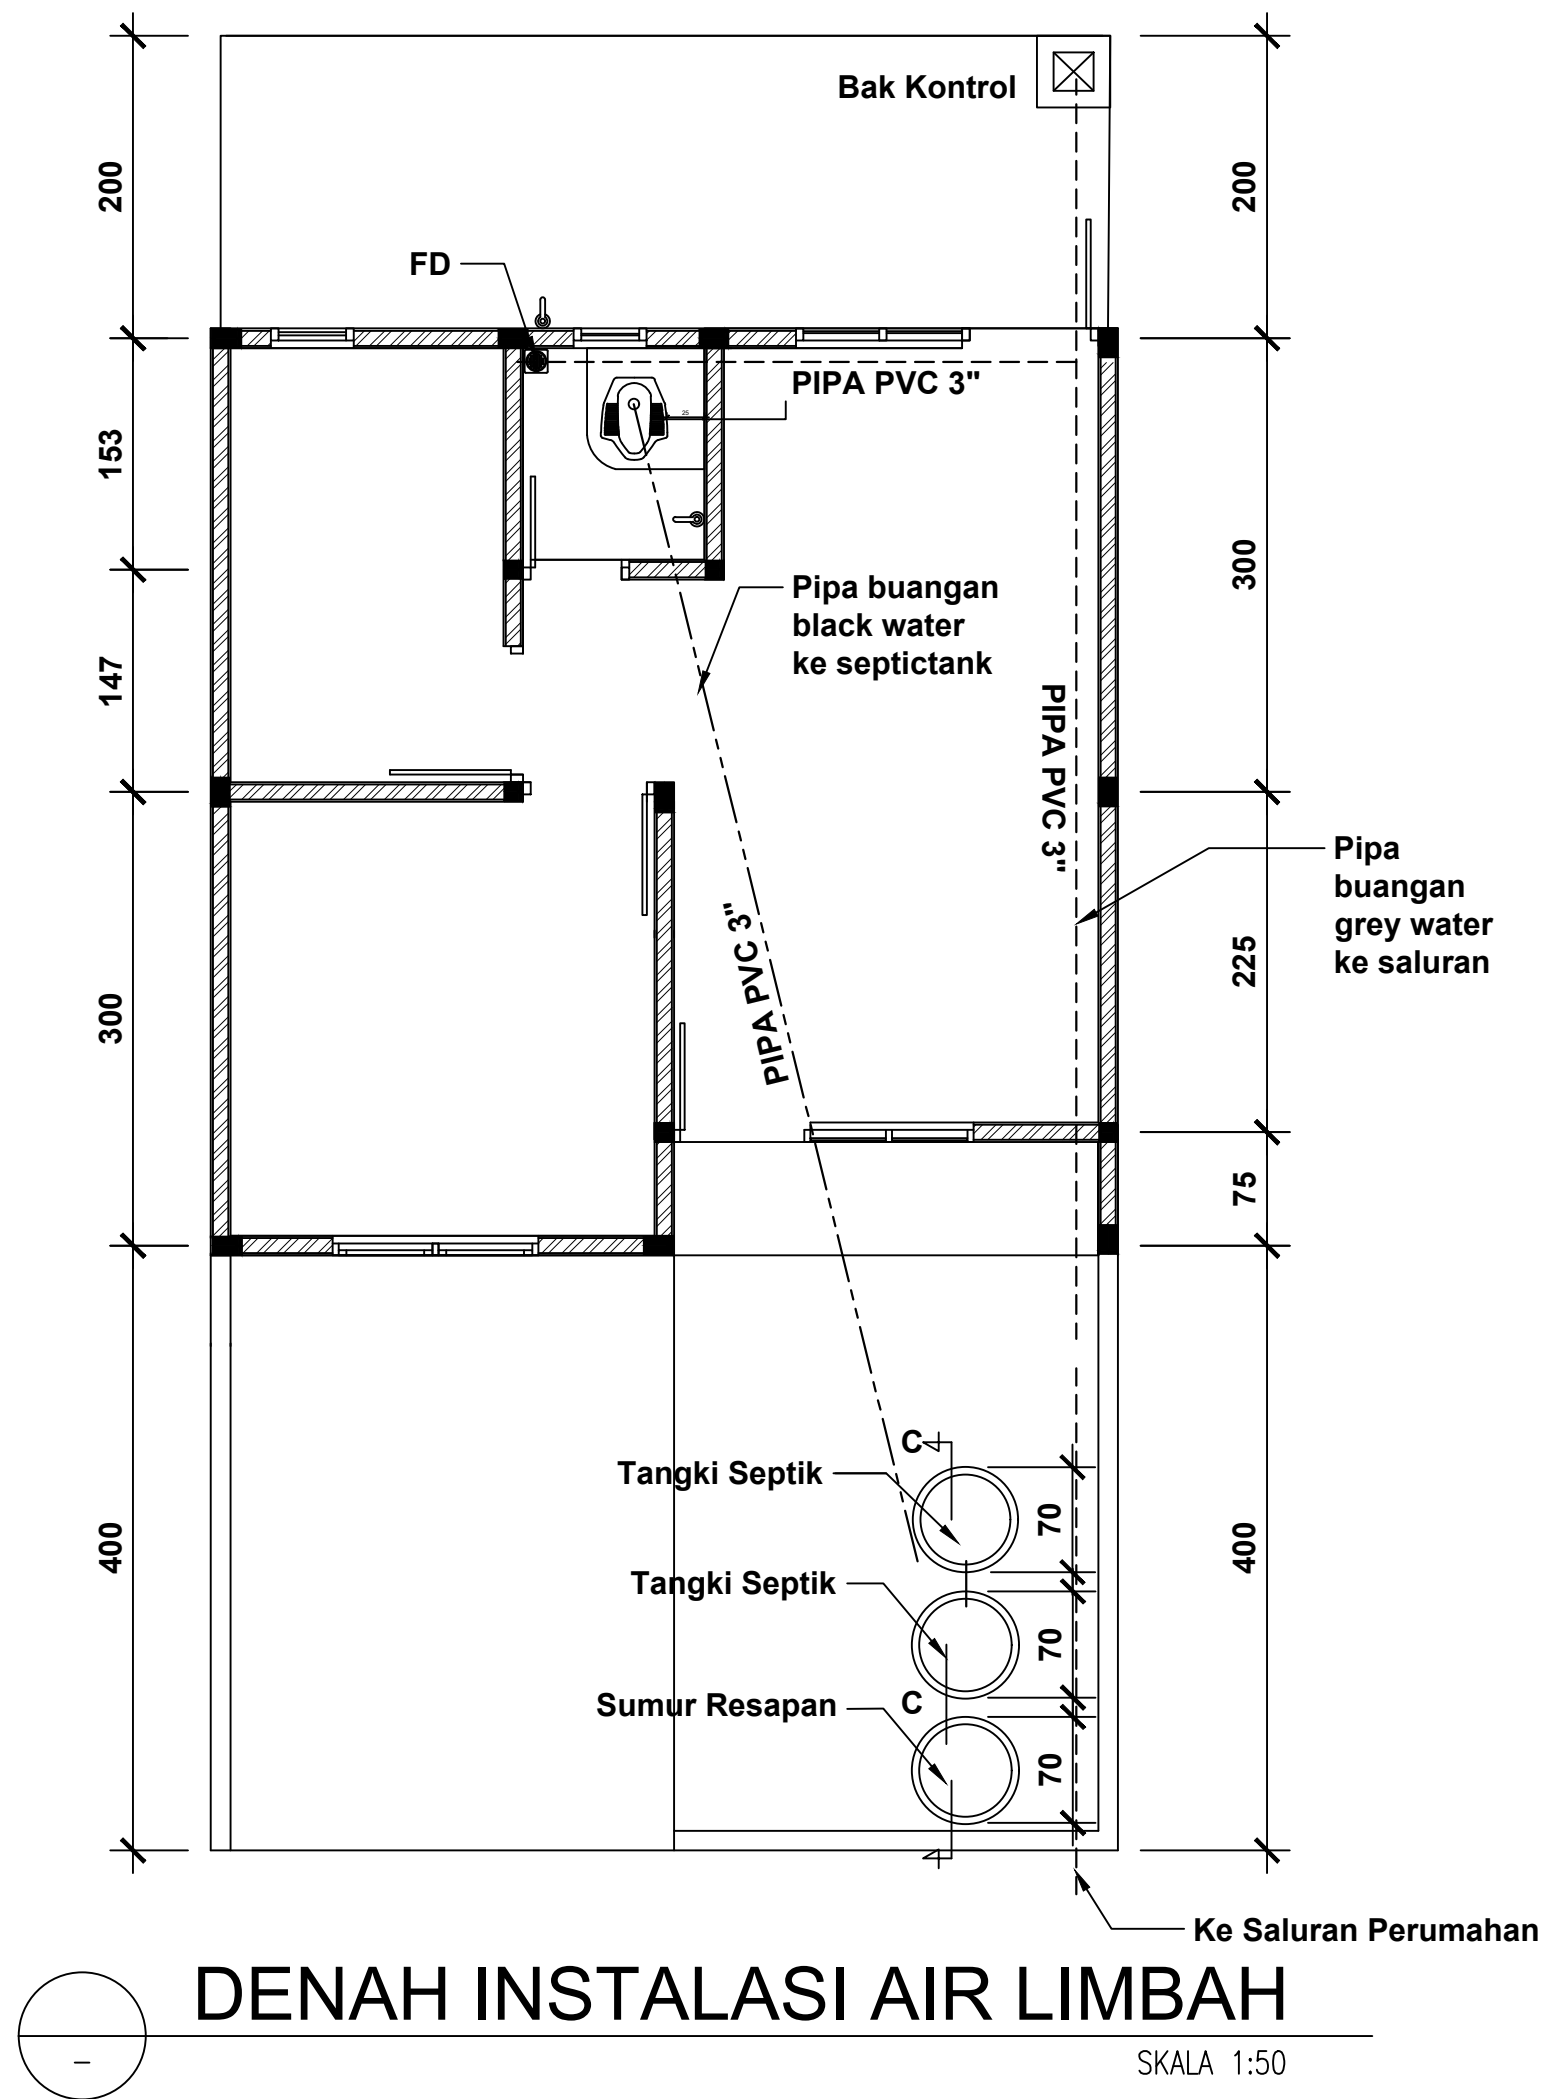 Bak Kontrol
200
200
FD
PIPA PVC 3"
25
153
300
Pipa buangan
black water
ke septictank
147
PIPA PVC 3"
Pipa
buangan
grey water
ke saluran
PIPA PVC 3"
300
225
75
C
Tangki Septik
70
400
400
Tangki Septik
70
Sumur Resapan
C
70
Ke Saluran Perumahan
DENAH INSTALASI AIR LIMBAH
–
SKALA 1:50